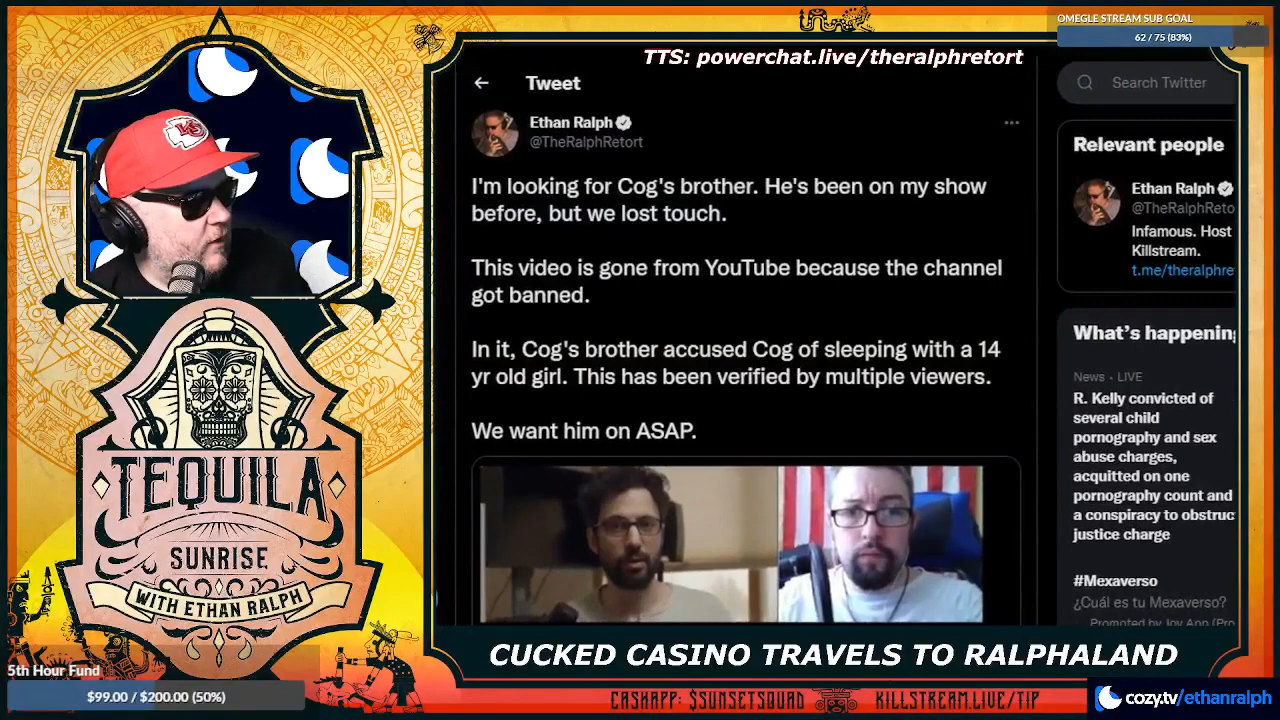 OMEGLE STREAM SUB GOAL
62 / 75 (83%)
TTS: powerchat.live/theralphretort
Tweet
Search Twitter
Ethan Ralph
@TheRalphRetort
I'm looking for Cog's brother. He's been on my show
before, but we lost touch.
This video is gone from YouTube because the channel
got banned.
In it, Cog's brother accused Cog of sleeping with a 14
yr old girl. This has been verified by multiple viewers.
We want him on ASAP.
Relevant people
Ethan Ralph
@TheRalphReto
Infamous. Host
Killstream.
t.me/theralphre
What's happening
News · LIVE
R. Kelly convicted of
several child
pornography and sex
abuse charges,
acquitted on one
pornography count and
a conspiracy to obstruc
justice charge
#Mexaverso
¿Cuál es tu Mexaverso?
Promoted by Joy App (Pro
TEQUILA
SUNRISE
WITH ETHAN RALPH
5th Hour Fund
$99.00 / $200.00 (50%)
CUCKED CASINO TRAVELS TO RALPHALAND
CASHAPP: $SUNSETSQUAD
KILLSTREAM.LIVE/TIP
cozy.tv/ethanralph